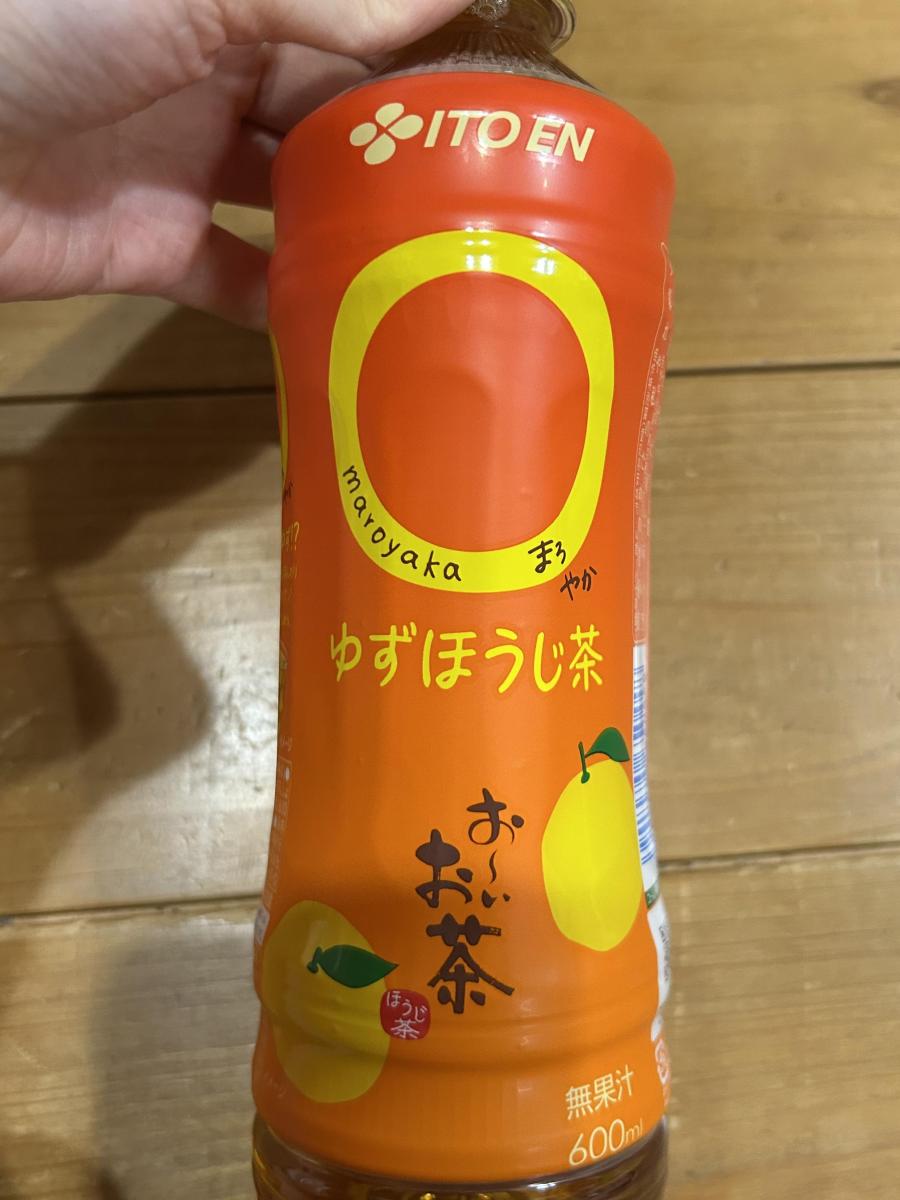 ITO EN
maroyaka
まろ
やか
ゆずほうじ茶
お〜い
お茶
ほうじ
茶
無果汁
600ml